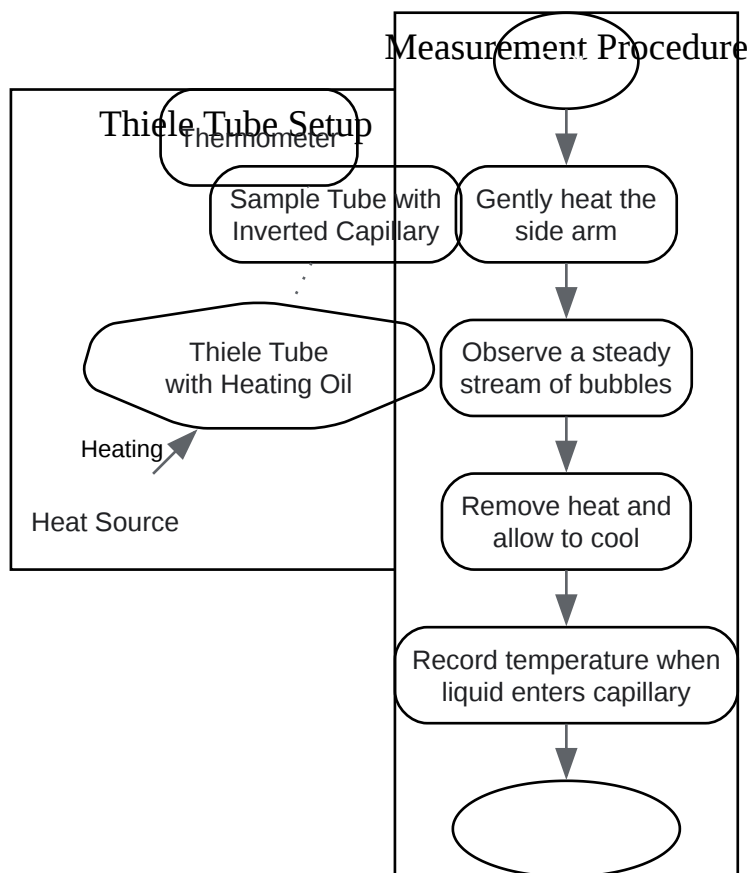 Measurement Procedure
Thiele Tube Setup
Thermometer
Sample Tube with
Inverted Capillary
Thiele Tube
with Heating Oil
Heating
Heat Source
Gently heat the
side arm
Observe a steady
stream of bubbles
Remove heat and
allow to cool
Record temperature when
liquid enters capillary